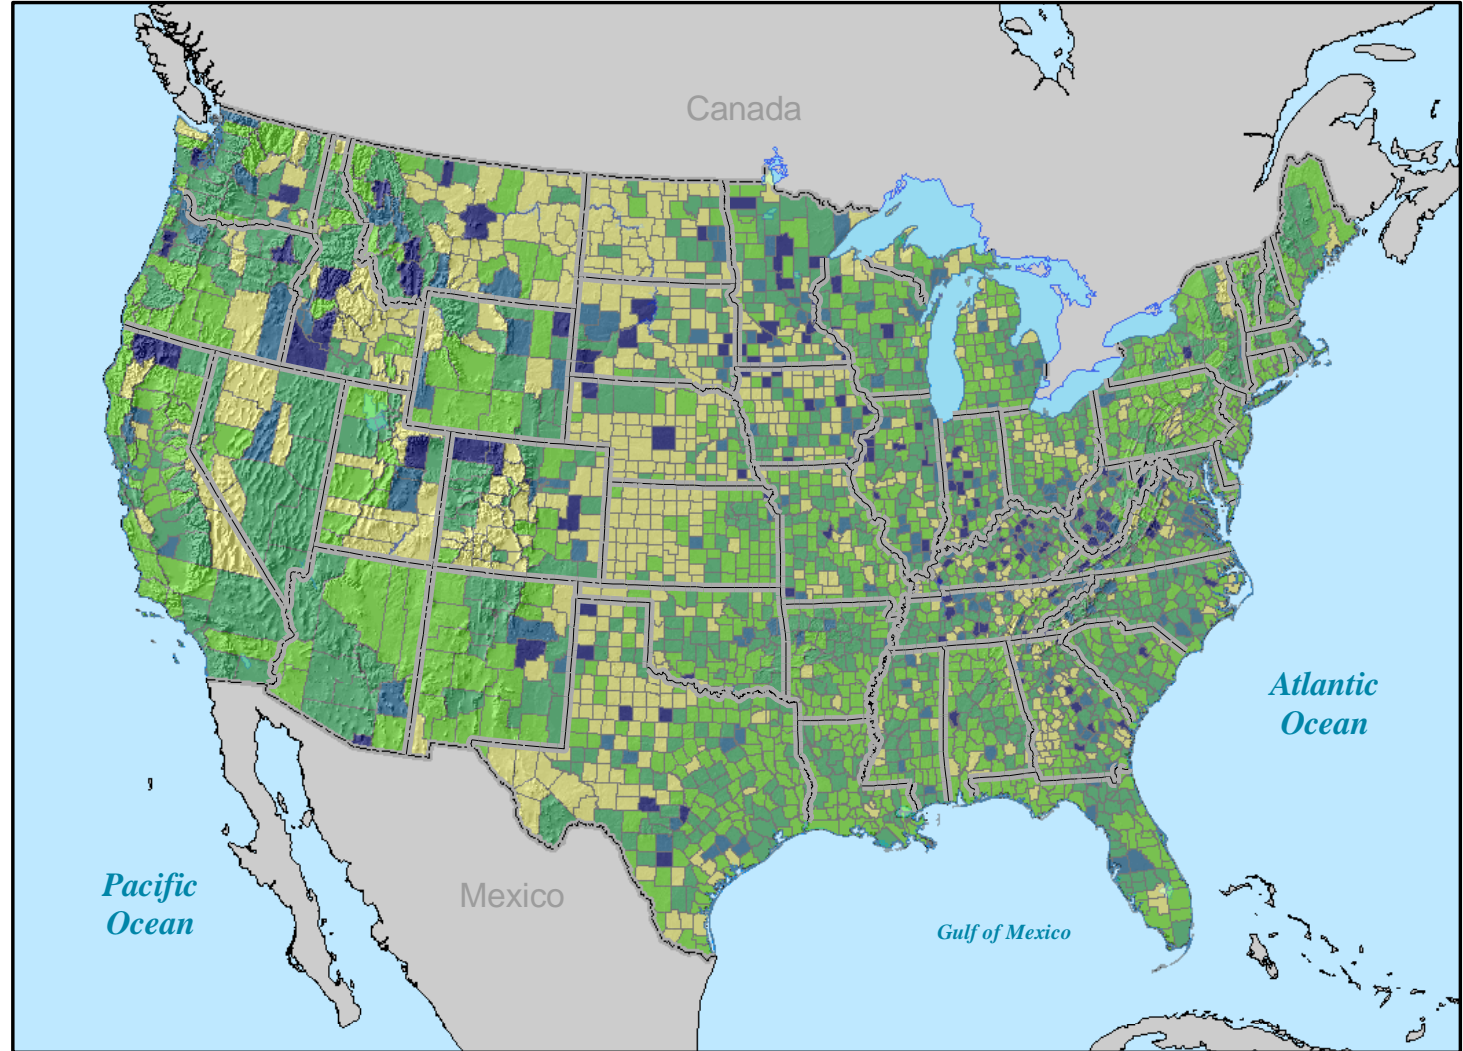 Canada
Atlantic
Ocean
Pacific
Ocean
Mexico
Gulf of Mexico